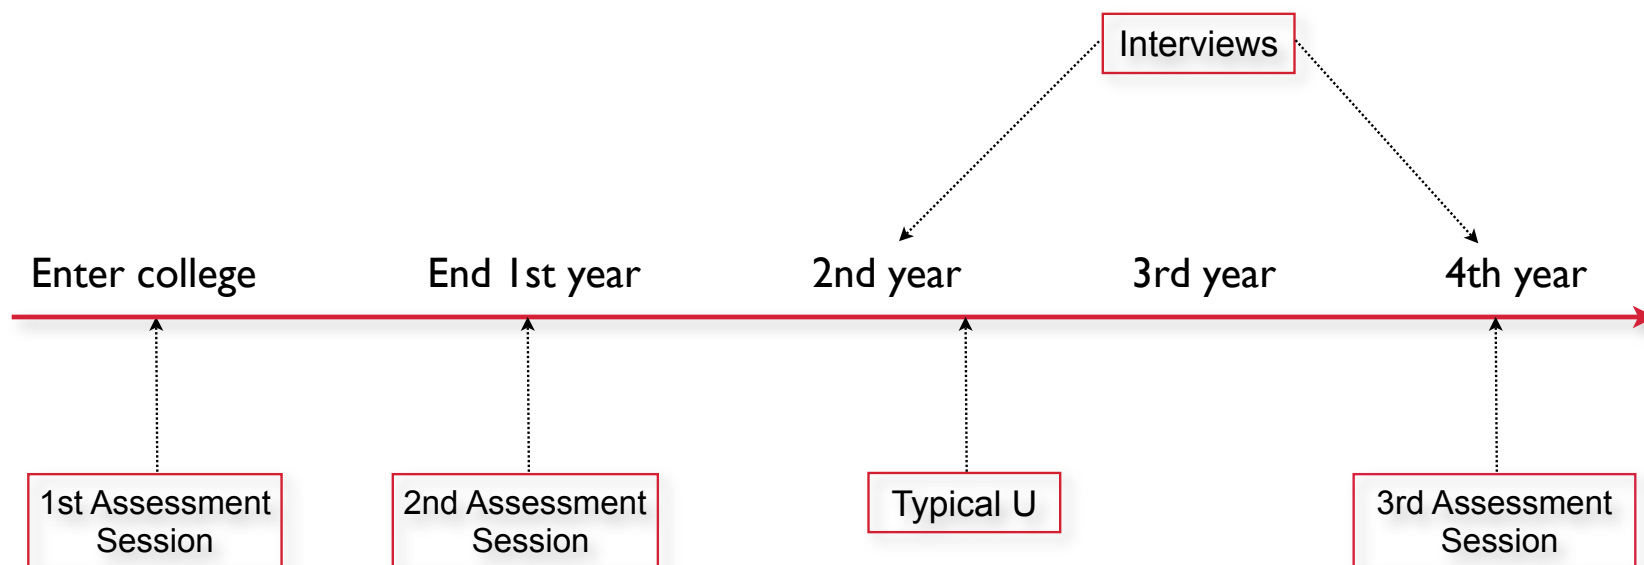 Interviews
Enter college
End 1st year
2nd year
3rd year
4th year
1st Assessment
Session
2nd Assessment
Session
Typical U
3rd Assessment
Session